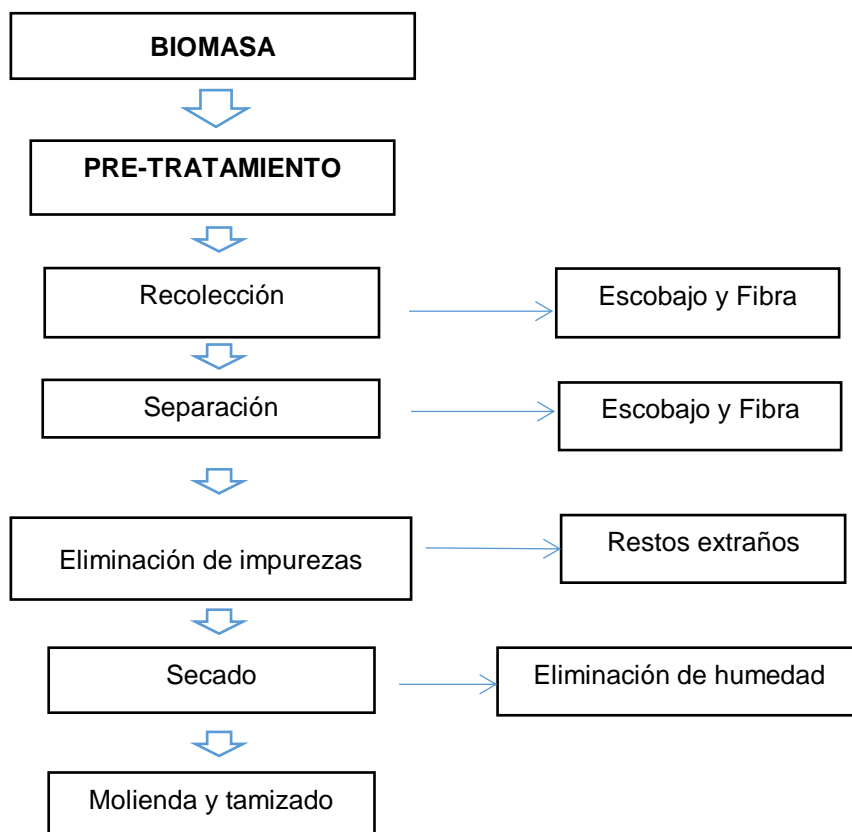 BIOMASA
PRE-TRATAMIENTO
Recolección
Escobajo y Fibra
Separación
Escobajo y Fibra
Eliminación de impurezas
Restos extraños
Secado
Eliminación de humedad
Molienda y tamizado